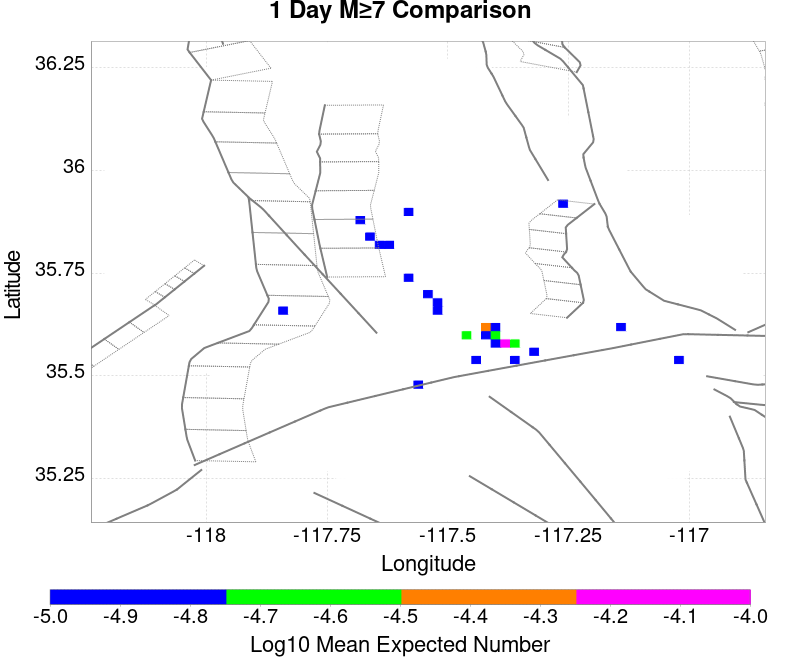 1 Day M≥7 Comparison
36.25
36
35.75
35.5
35.25
Latitude
-118
-117.75
-117.5
-117.25
-117
Longitude
-5.0 -4.9 -4.8 -4.7 -4.6 -4.5 -4.4 -4.3 -4.2 -4.1 -4.0
Log10 Mean Expected Number